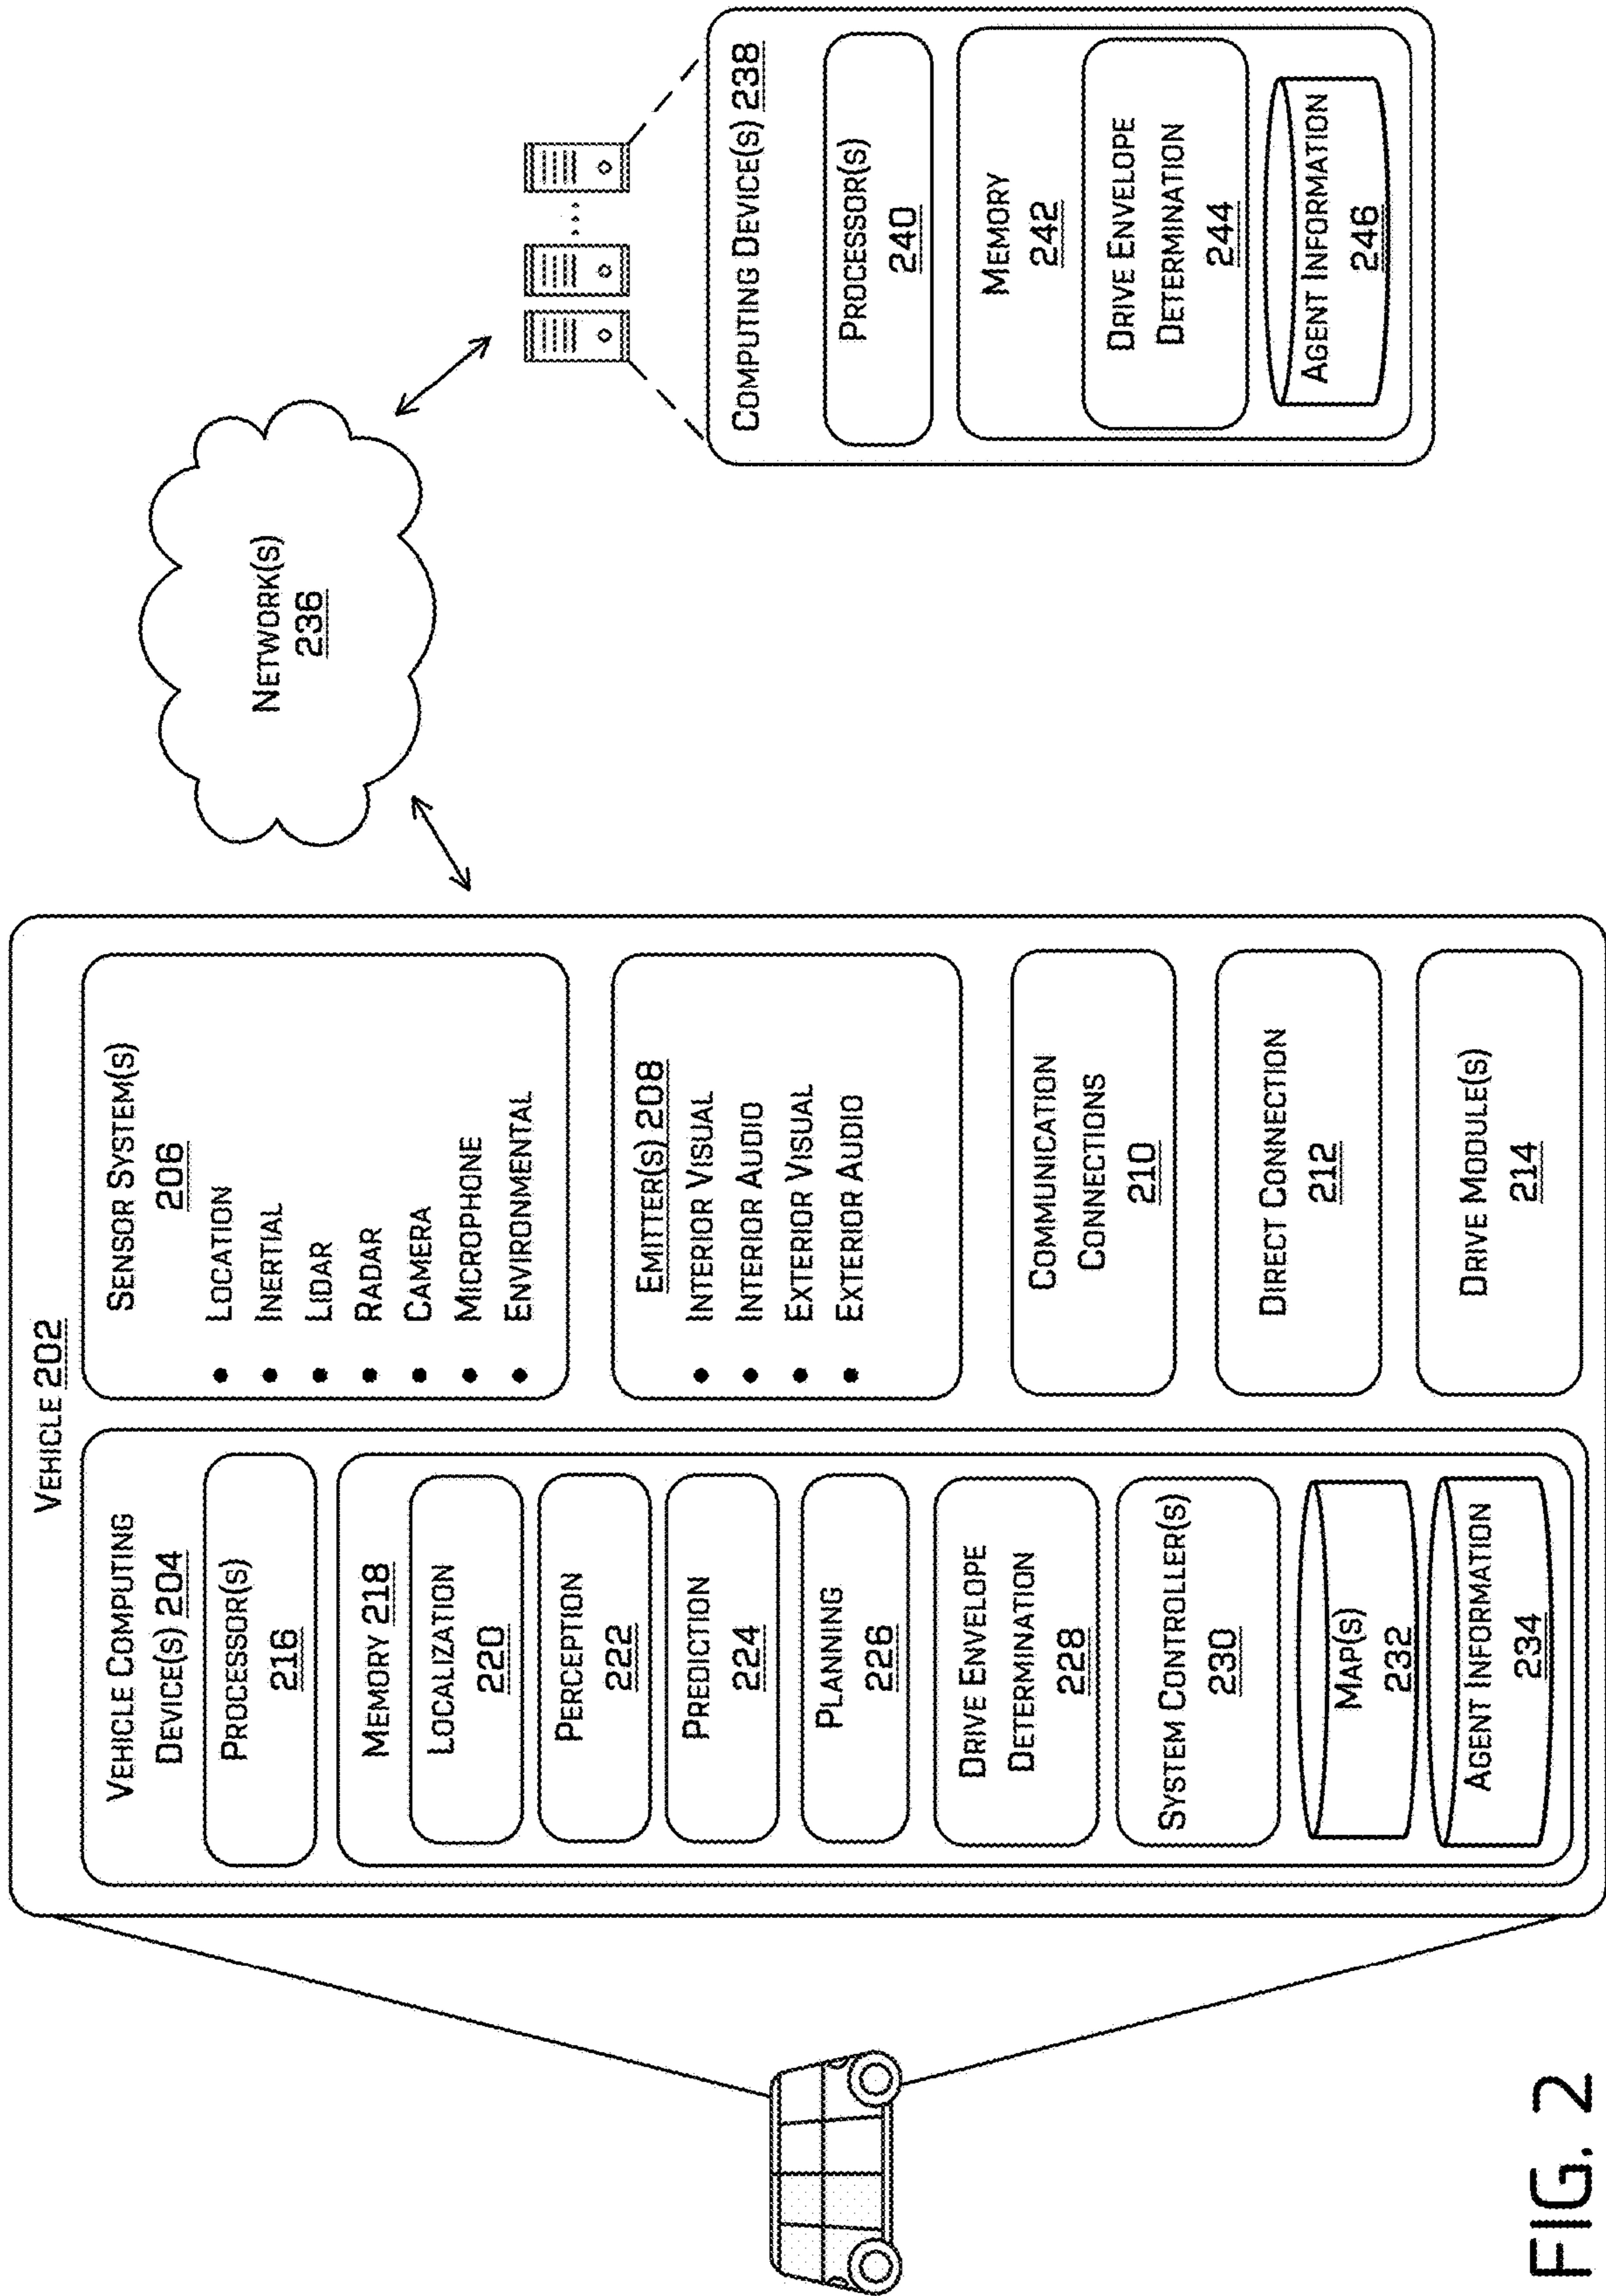 VEHICLE 202
VEHICLE COMPUTING
DEVICE(S) 204
PROCESSOR(S)
216
MEMORY 218
LOCALIZATION
220
PERCEPTION
222
PREDICTION
224
PLANNING
226
DRIVE ENVELOPE
DETERMINATION
228
SYSTEM CONTROLLER(S)
230
MAP(S)
232
AGENT INFORMATION
234
SENSOR SYSTEM(S)
206
• LOCATION
• INERTIAL
• LIDAR
• RADAR
• CAMERA
• MICROPHONE
• ENVIRONMENTAL
EMITTER(S) 208
• INTERIOR VISUAL
• INTERIOR AUDIO
• EXTERIOR VISUAL
• EXTERIOR AUDIO
COMMUNICATION
CONNECTIONS
210
DIRECT CONNECTION
212
DRIVE MODULE(S)
214
NETWORK(S)
236
COMPUTING DEVICE(S) 238
PROCESSOR(S)
240
MEMORY
242
DRIVE ENVELOPE
DETERMINATION
244
AGENT INFORMATION
246
FIG. 2